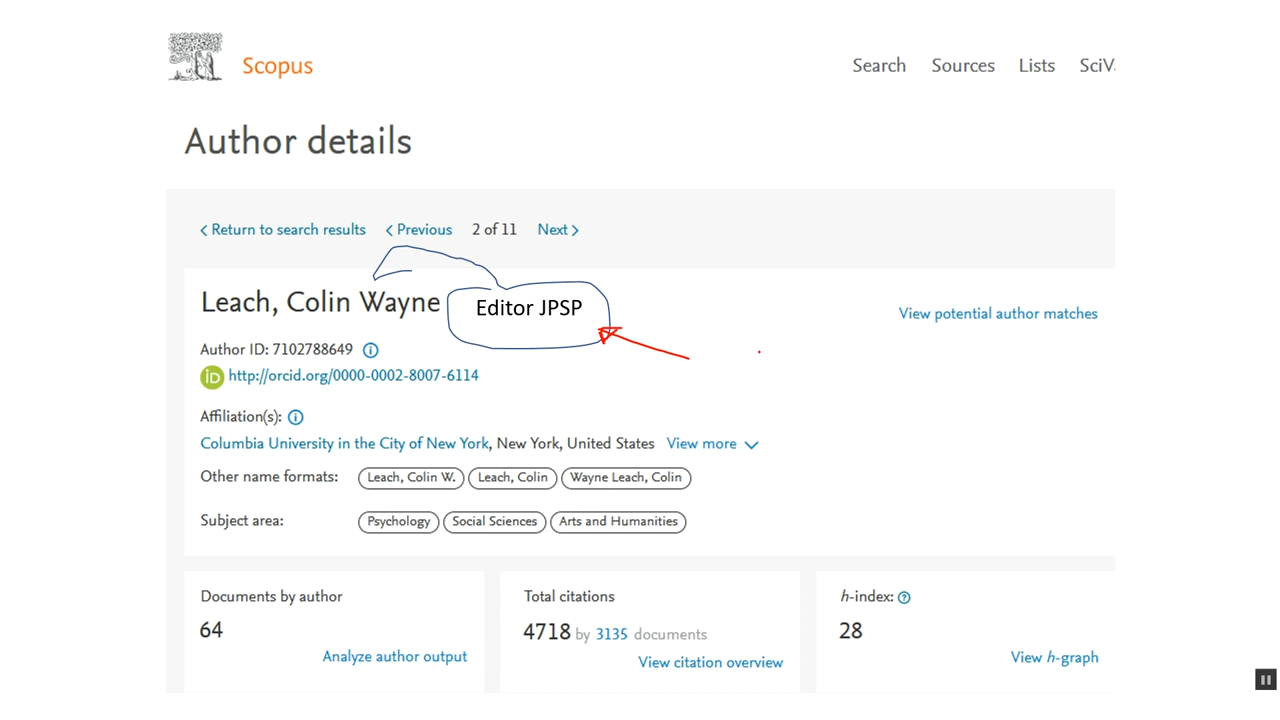 Scopus
Search Sources Lists SciV
Author details
Return to search results Previous 2 of 11 Next
Leach, Colin Wayne
Editor JPSP
View potential author matches
Author ID: 7102788649
iD http://orcid.org/0000-0002-8007-6114
Affiliation(s):
Columbia University in the City of New York, New York, United States View more
Other name formats: Leach, Colin W. Leach, Colin Wayne Leach, Colin
Subject area: Psychology Social Sciences Arts and Humanities
Documents by author
64
Analyze author output
Total citations
4718 by 3135 documents
View citation overview
h-index:
28
View h-graph